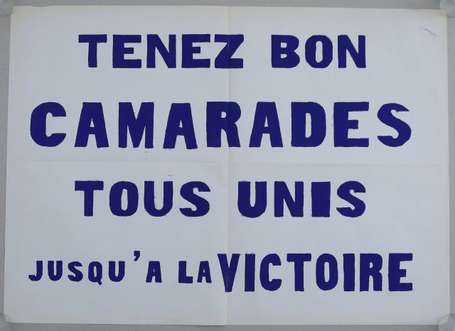 TENEZ BON
CAMARADES
TOUS UNIS
JUSQU'A LA VICTOIRE